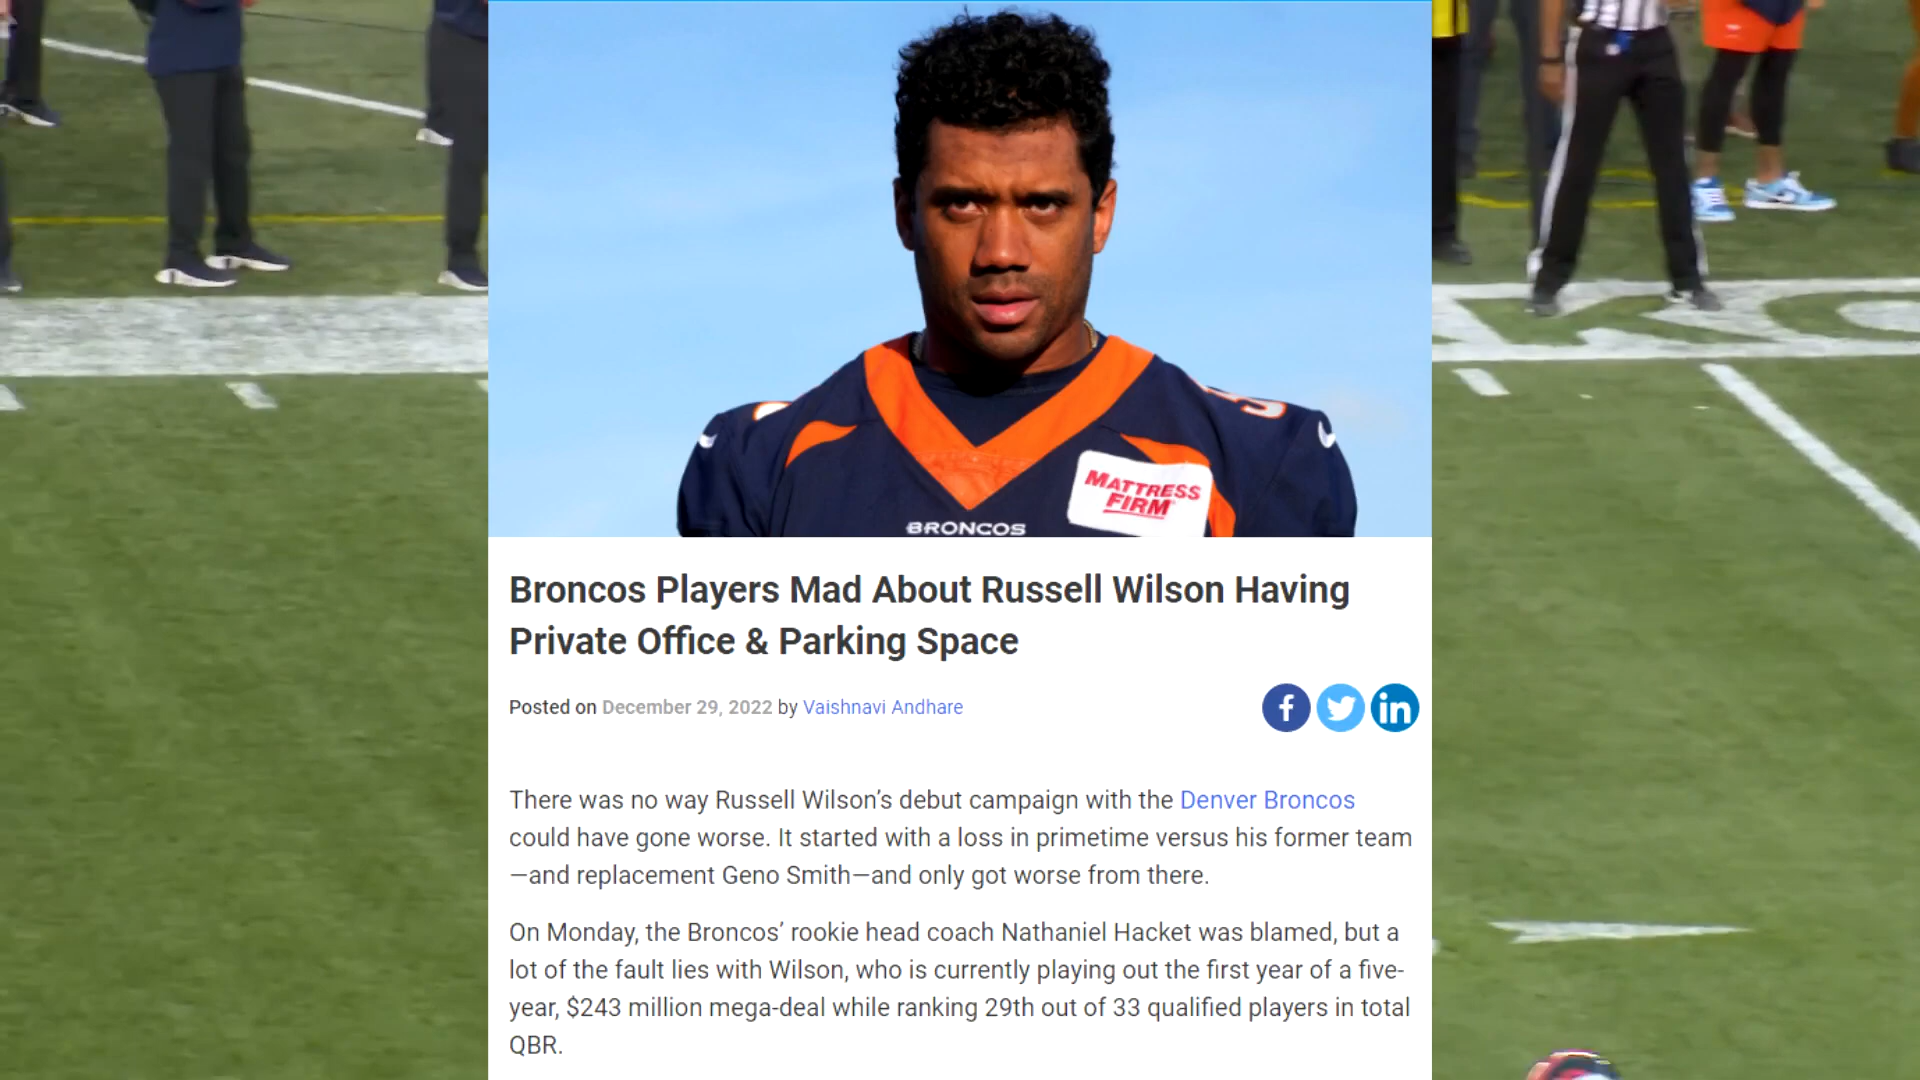 MATTRESS
FIRM
BRONCOS
Broncos Players Mad About Russell Wilson Having
Private Office & Parking Space
Posted on December 29, 2022 by Vaishnavi Andhare
There was no way Russell Wilson’s debut campaign with the Denver Broncos
could have gone worse. It started with a loss in primetime versus his former team
—and replacement Geno Smith—and only got worse from there.
On Monday, the Broncos’ rookie head coach Nathaniel Hacket was blamed, but a
lot of the fault lies with Wilson, who is currently playing out the first year of a five-
year, $243 million mega-deal while ranking 29th out of 33 qualified players in total
QBR.